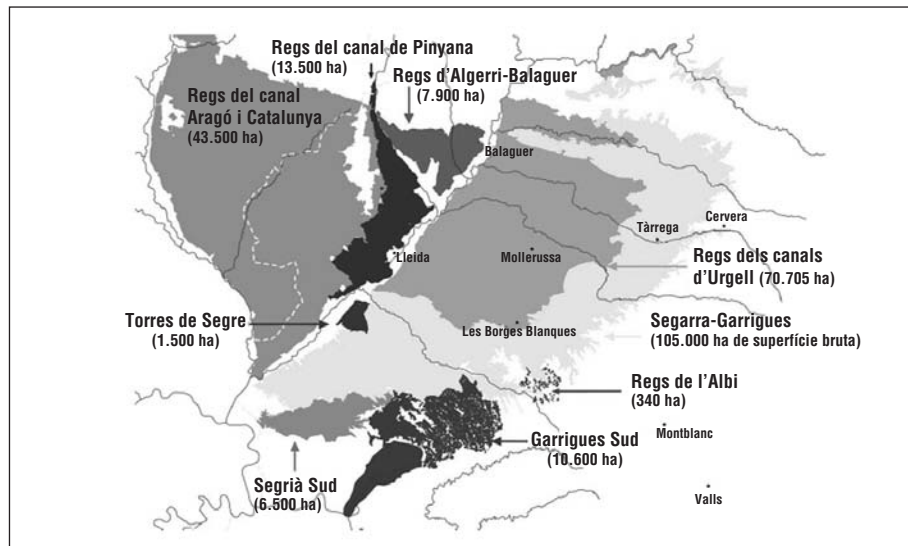 Regs del canal de Pinyana
(13.500 ha)
Regs d'Algerri-Balaguer
(7.900 ha)
Regs del canal
Aragó i Catalunya
(43.500 ha)
Balaguer
Cervera
Tàrrega
Lleida
Mollerussa
Regs dels canals
d'Urgell (70.705 ha)
Torres de Segre
(1.500 ha)
Les Borges Blanques
Segarra-Garrigues
(105.000 ha de superfície bruta)
Regs de l'Albi
(340 ha)
Montblanc
Garrigues Sud
(10.600 ha)
Segrià Sud
(6.500 ha)
Valls